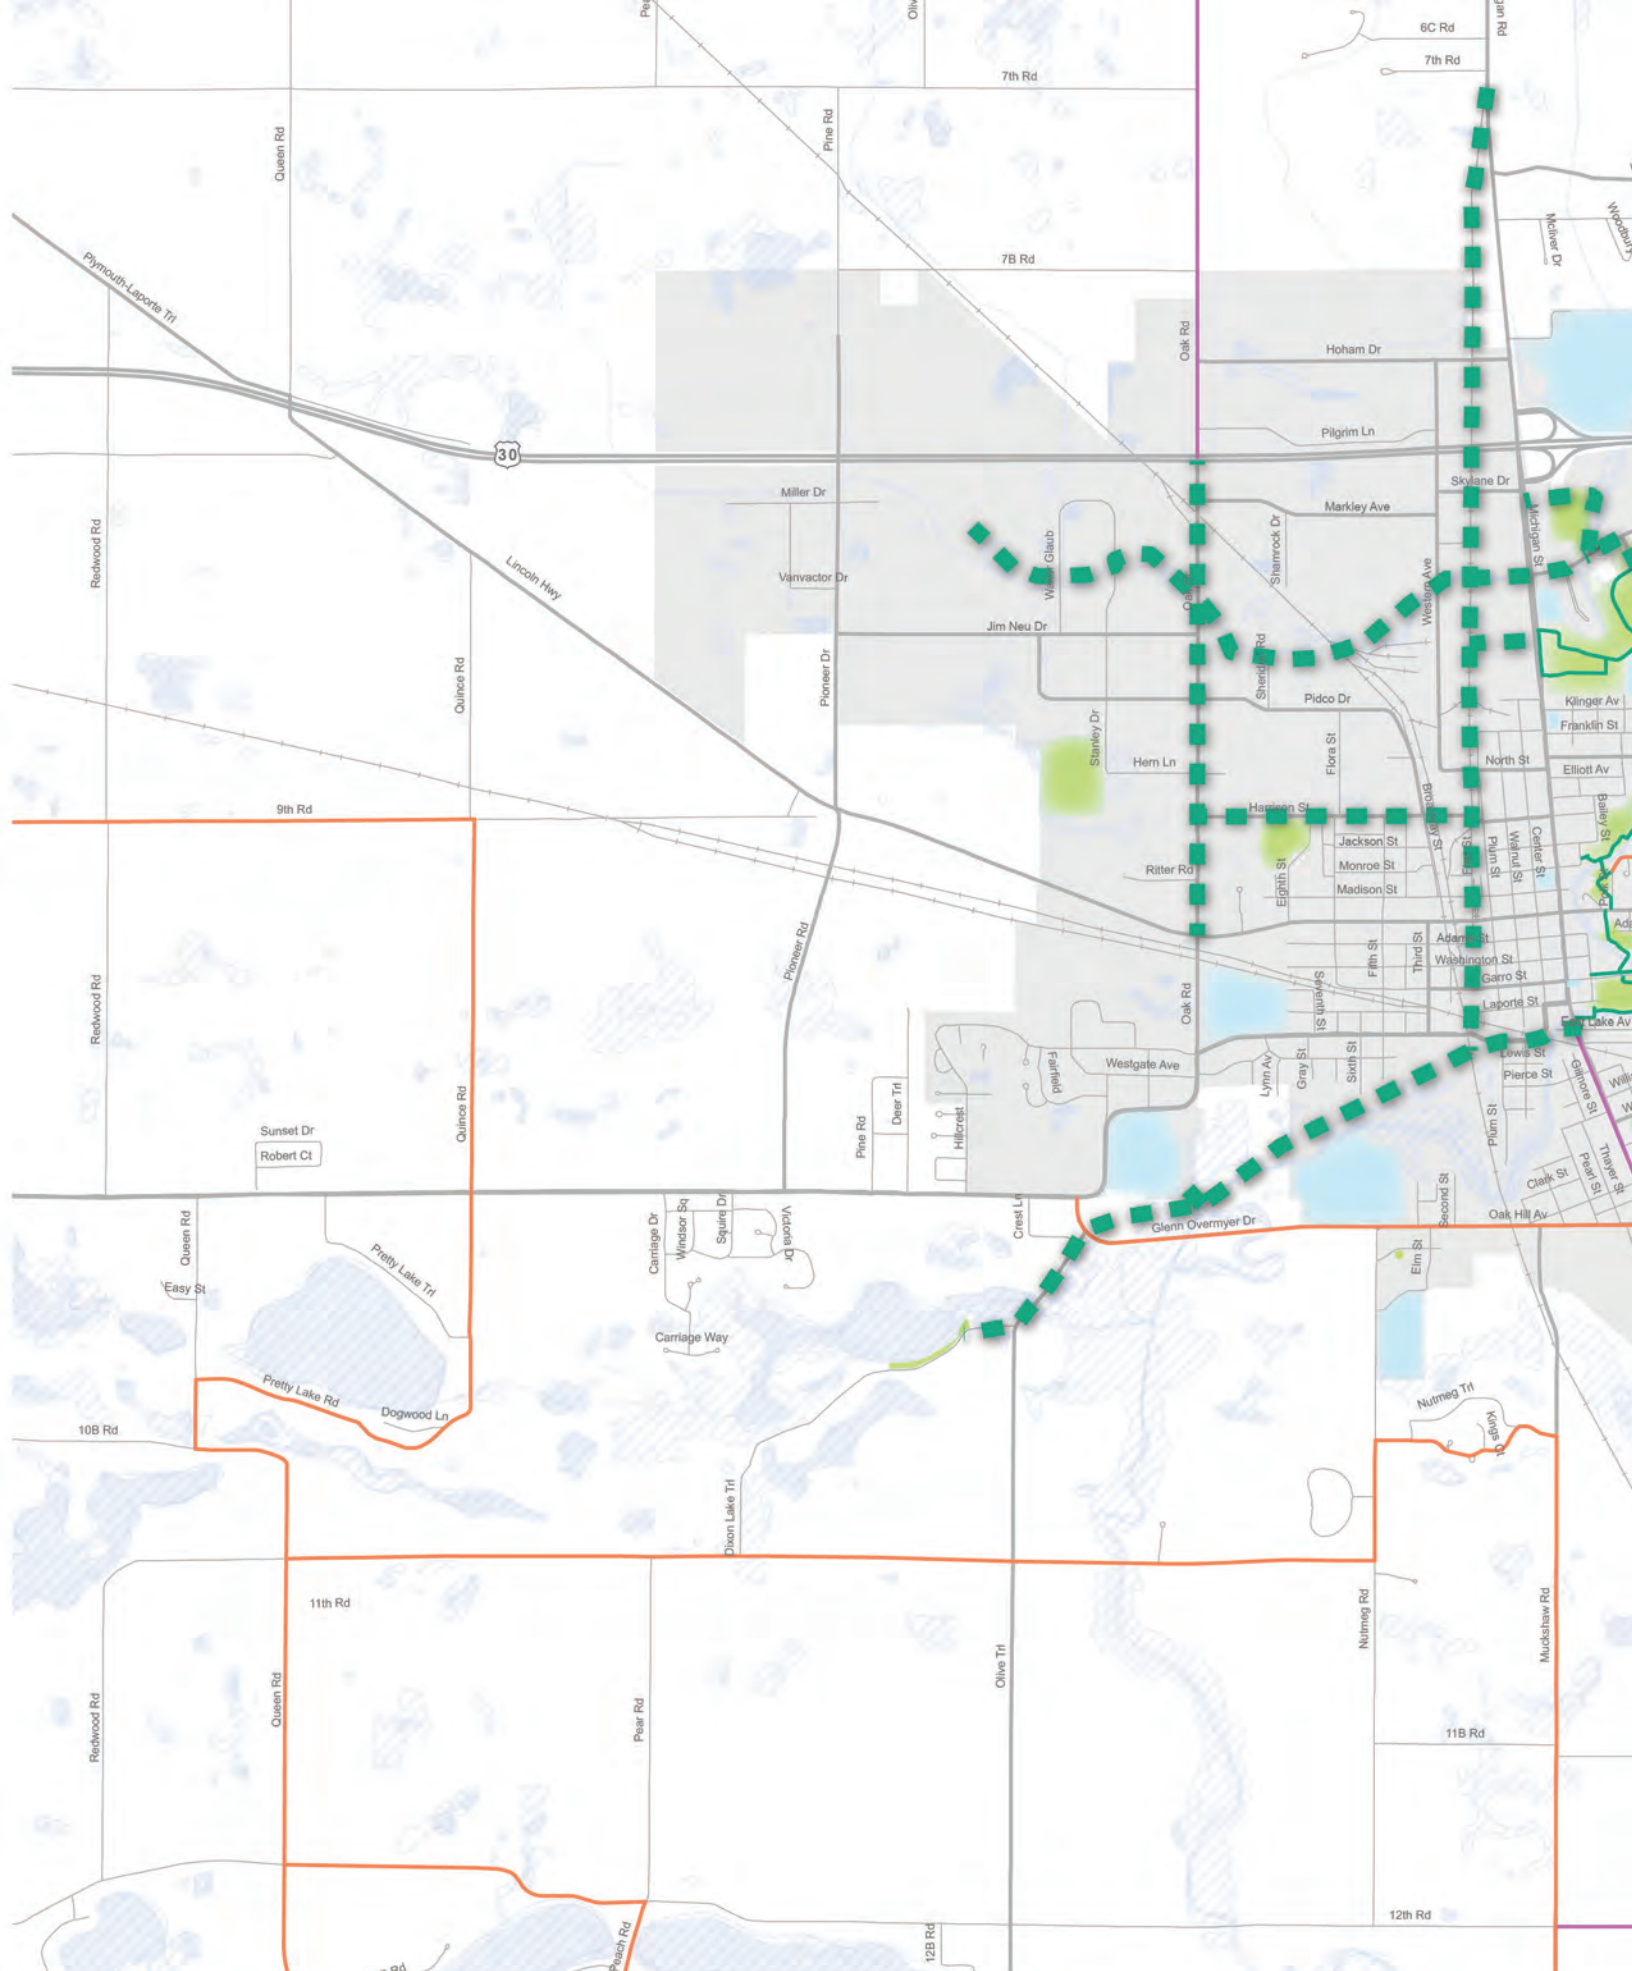 6C Rd
7th Rd
7th Rd
Queen Rd
Pine Rd
McIver Dr
7B Rd
Plymouth-Laporte Trl
Oak Rd
Hoham Dr
Pilgrim Ln
30
Skylane Dr
Miller Dr
Markley Ave
Redwood Rd
Michigan St
Shamrock Dr
Lincoln Hwy
Vanvactor Dr
Western Ave
Jim Neu Dr
Quince Rd
Pioneer Dr
Pidco Dr
Klinger Av
Franklin St
Stanley Dr
Flora St
Hern Ln
North St
Elliott Av
9th Rd
Harrison St
Bailey St
Jackson St
Plum St
Walnut St
Center St
Ritter Rd
Monroe St
Eighth St
Madison St
Pioneer Rd
Fifth St
Third St
Adams St
Washington St
Garro St
Redwood Rd
Oak Rd
Seventh St
Laporte St
Lake Av
Westgate Ave
Fairfield
Lynn Av
Gray St
Sixth St
Lewis St
Pierce St
Gilmore St
Quince Rd
Pine Rd
Deer Trl
Hillcrest
Plum St
Sunset Dr
Robert Ct
Thayer St
Pearl St
Clark St
Queen Rd
Carriage Dr
Windsor Sq
Squire Dr
Victoria Dr
Crest Ln
Glenn Overmyer Dr
Second St
Oak Hill Av
Pretty Lake Trl
Elm St
Easy St
Carriage Way
Pretty Lake Rd
Dogwood Ln
Nutmeg Trl
Kings Ct
10B Rd
Dixon Lake Trl
11th Rd
Nutmeg Rd
Muckshaw Rd
Olive Trl
Redwood Rd
Queen Rd
Pear Rd
11B Rd
12th Rd
Peach Rd
12B Rd
Rd